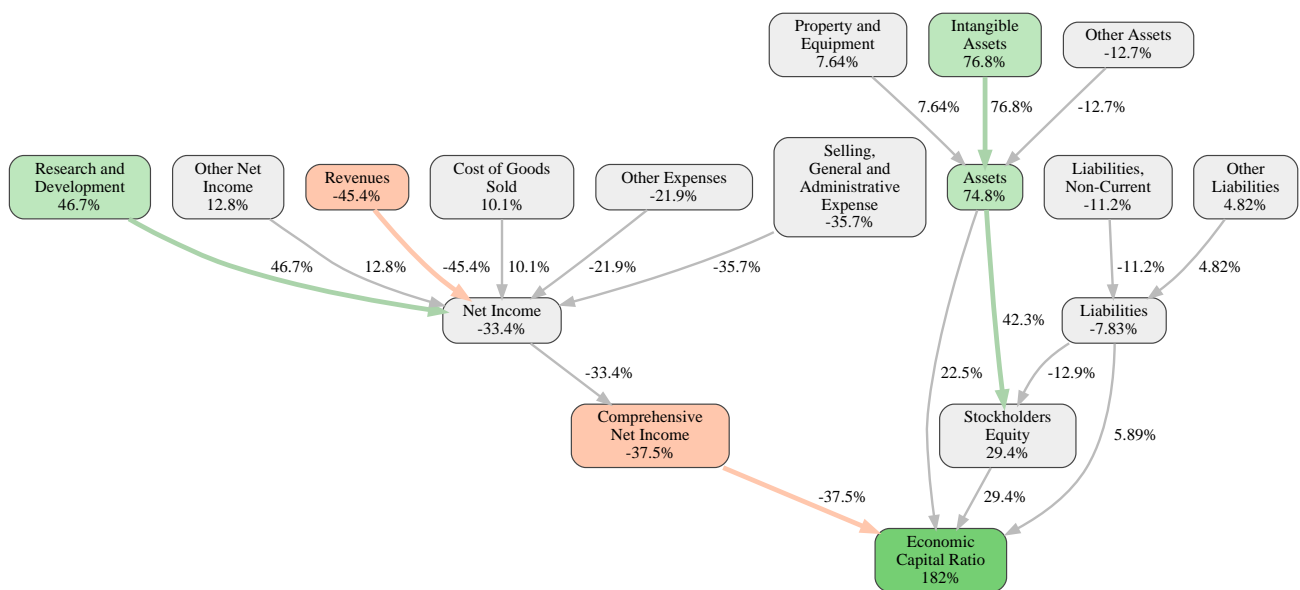 Property and
Equipment
7.64%
Intangible
Assets
76.8%
Other Assets
-12.7%
7.64%
76.8%
-12.7%
Research and
Development
46.7%
Other Net
Income
12.8%
Revenues
-45.4%
Cost of Goods
Sold
10.1%
Other Expenses
-21.9%
Selling,
General and
Administrative
Expense
-35.7%
Assets
74.8%
Liabilities,
Non-Current
-11.2%
Other
Liabilities
4.82%
46.7%
12.8%
-45.4%
10.1%
-21.9%
-35.7%
-11.2%
4.82%
Net Income
-33.4%
42.3%
Liabilities
-7.83%
-33.4%
22.5%
-12.9%
Comprehensive
Net Income
-37.5%
Stockholders
Equity
29.4%
5.89%
-37.5%
29.4%
Economic
Capital Ratio
182%